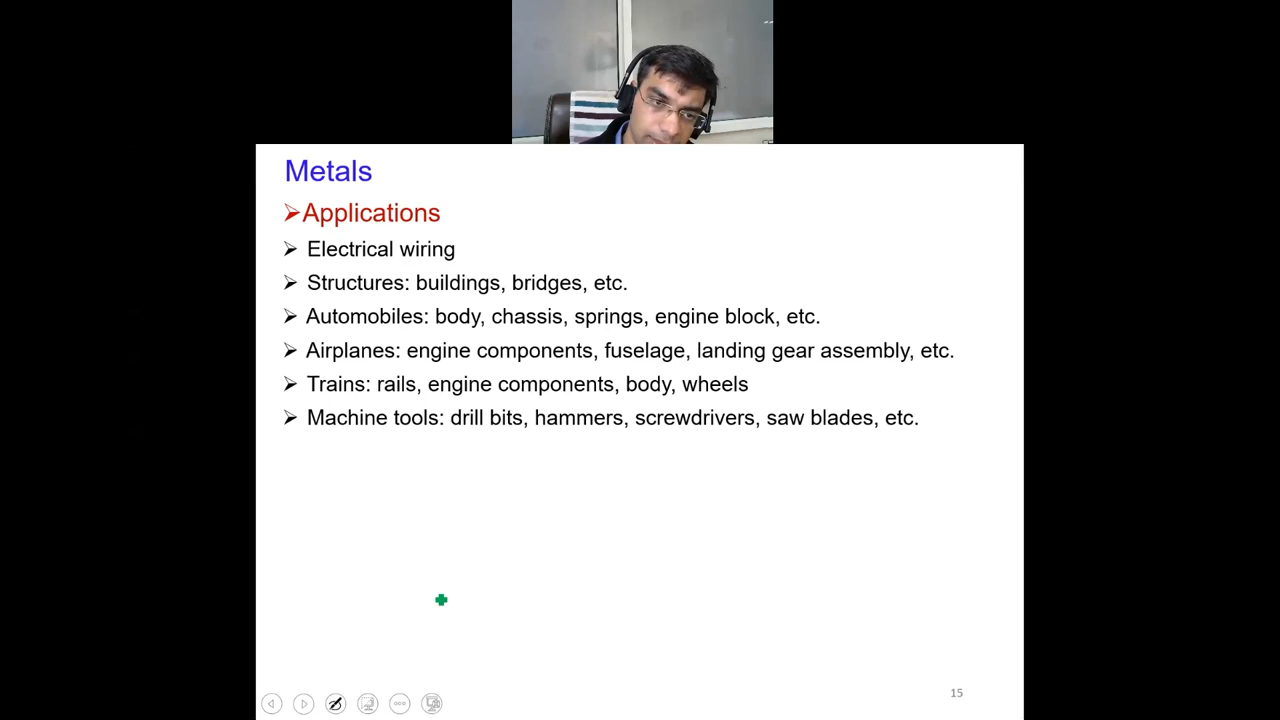 Metals
➢Applications
➢ Electrical wiring
➢ Structures: buildings, bridges, etc.
➢ Automobiles: body, chassis, springs, engine block, etc.
➢ Airplanes: engine components, fuselage, landing gear assembly, etc.
➢ Trains: rails, engine components, body, wheels
➢ Machine tools: drill bits, hammers, screwdrivers, saw blades, etc.
15